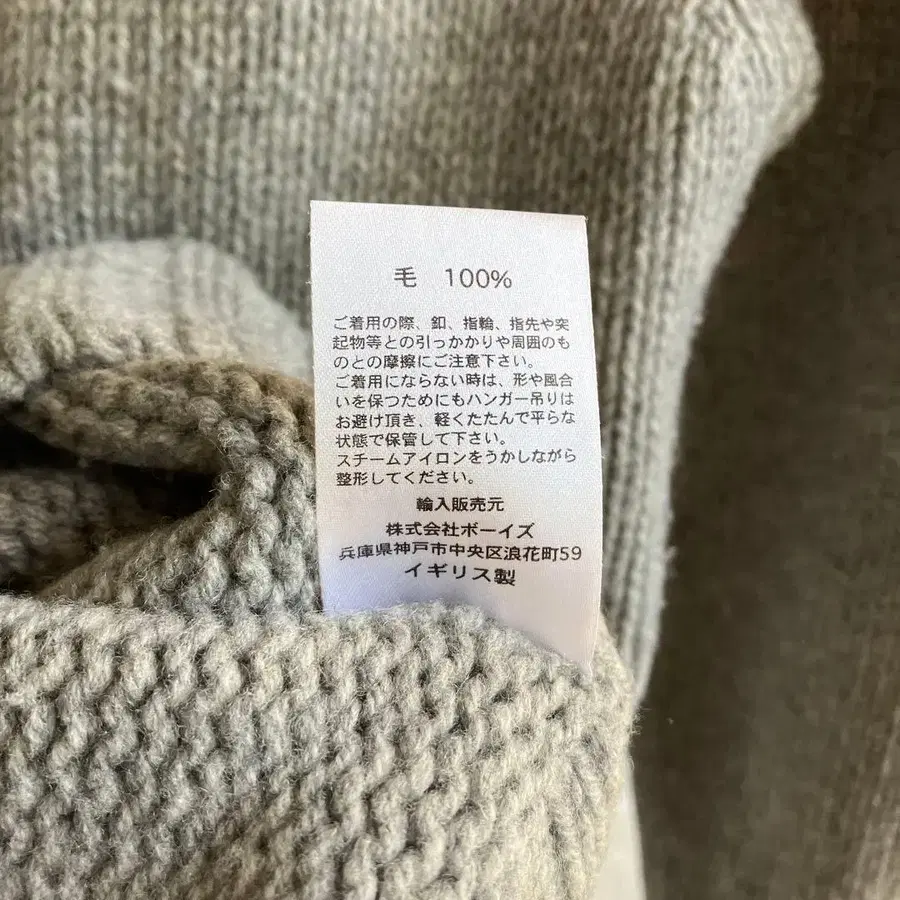 毛 100%
ご着用の際、釦、指輪、指先や突
起物等との引っかかりや周囲のも
のとの摩擦にご注意下さい。
ご着用にならない時は、形や風合
いを保つためにもハンガー吊りは
お避け頂き、軽くたたんで平らな
状態で保管して下さい。
スチームアイロンをうかしながら
整形してください。
輸入販売元
株式会社ボーイズ
兵庫県神戸市中央区浪花町59
イギリス製